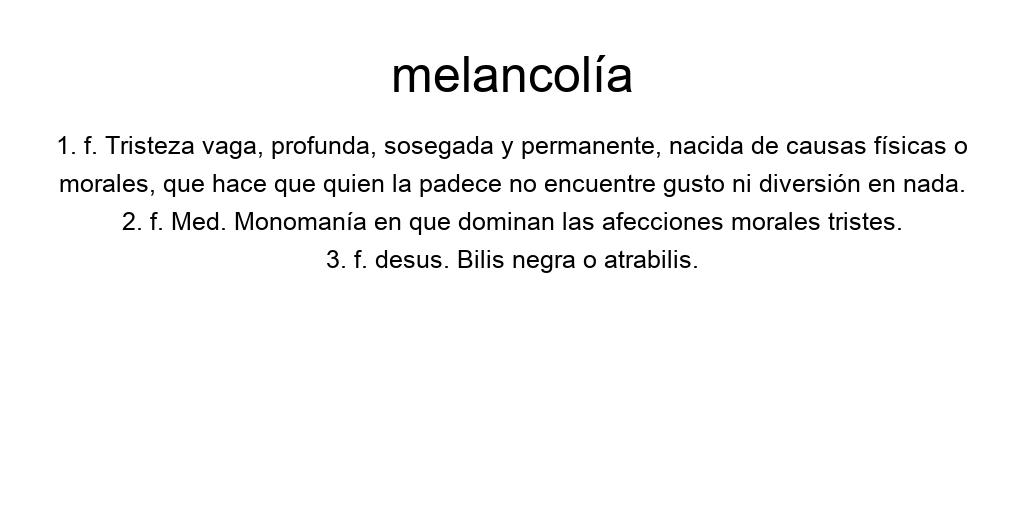 melancolía
1. f. Tristeza vaga, profunda, sosegada y permanente, nacida de causas físicas o
morales, que hace que quien la padece no encuentre gusto ni diversión en nada.
2. f. Med. Monomanía en que dominan las afecciones morales tristes.
3. f. desus. Bilis negra o atrabilis.